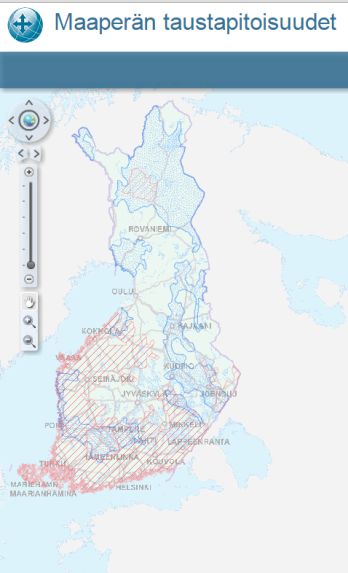 Maaperän taustapitoisuudet
ROVANIEMI
OULU
KAJAANI
KOKKOLA
VAASA
KUOPIO
SEINÄJOKI
JYVÄSKYLÄ
JOENSUU
TAMPERE
MIKKELI
LAHTI
LAPPEENRANTA
HÄMEENLINNA
KOUVOLA
TURKU
MARIEHAMN
MAARIANHAMINA
HELSINKI